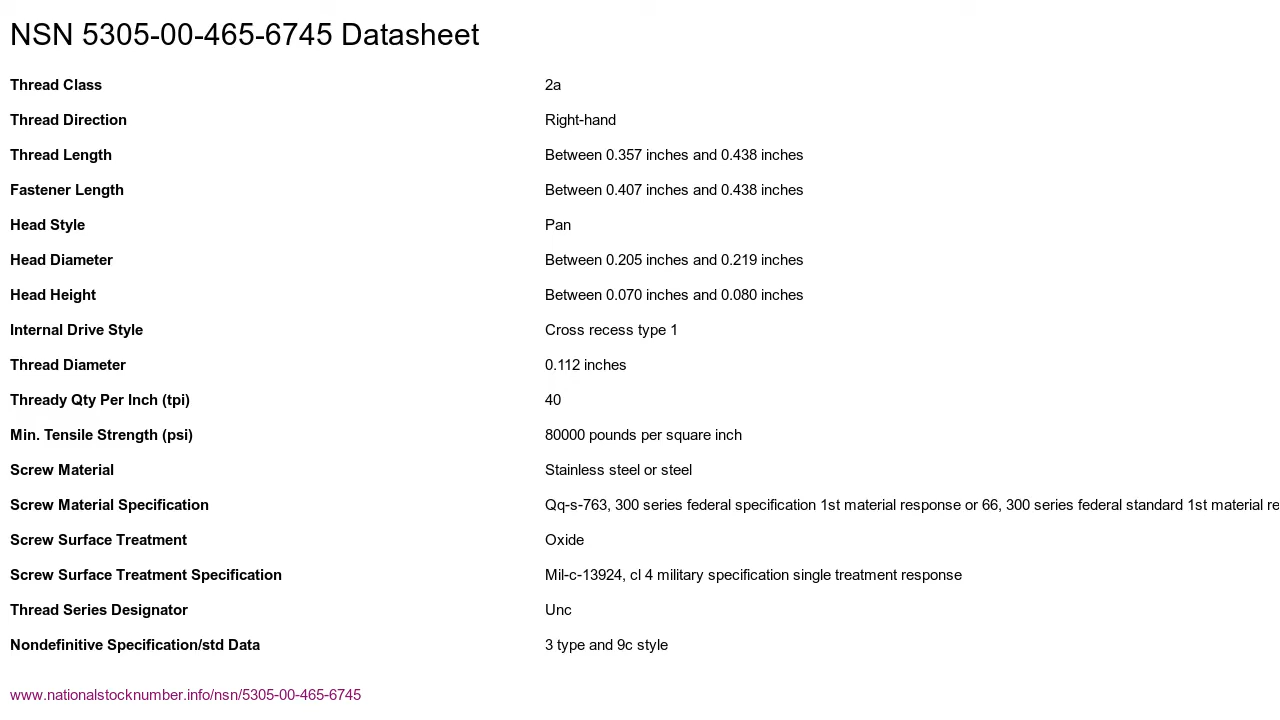 NSN 5305-00-465-6745 Datasheet
Thread Class 2a
Thread Direction Right-hand
Thread Length Between 0.357 inches and 0.438 inches
Fastener Length Between 0.407 inches and 0.438 inches
Head Style Pan
Head Diameter Between 0.205 inches and 0.219 inches
Head Height Between 0.070 inches and 0.080 inches
Internal Drive Style Cross recess type 1
Thread Diameter 0.112 inches
Thready Qty Per Inch (tpi) 40
Min. Tensile Strength (psi) 80000 pounds per square inch
Screw Material Stainless steel or steel
Screw Material Specification Qq-s-763, 300 series federal specification 1st material response or 66, 300 series federal standard 1st material re
Screw Surface Treatment Oxide
Screw Surface Treatment Specification Mil-c-13924, cl 4 military specification single treatment response
Thread Series Designator Unc
Nondefinitive Specification/std Data 3 type and 9c style
www.nationalstocknumber.info/nsn/5305-00-465-6745